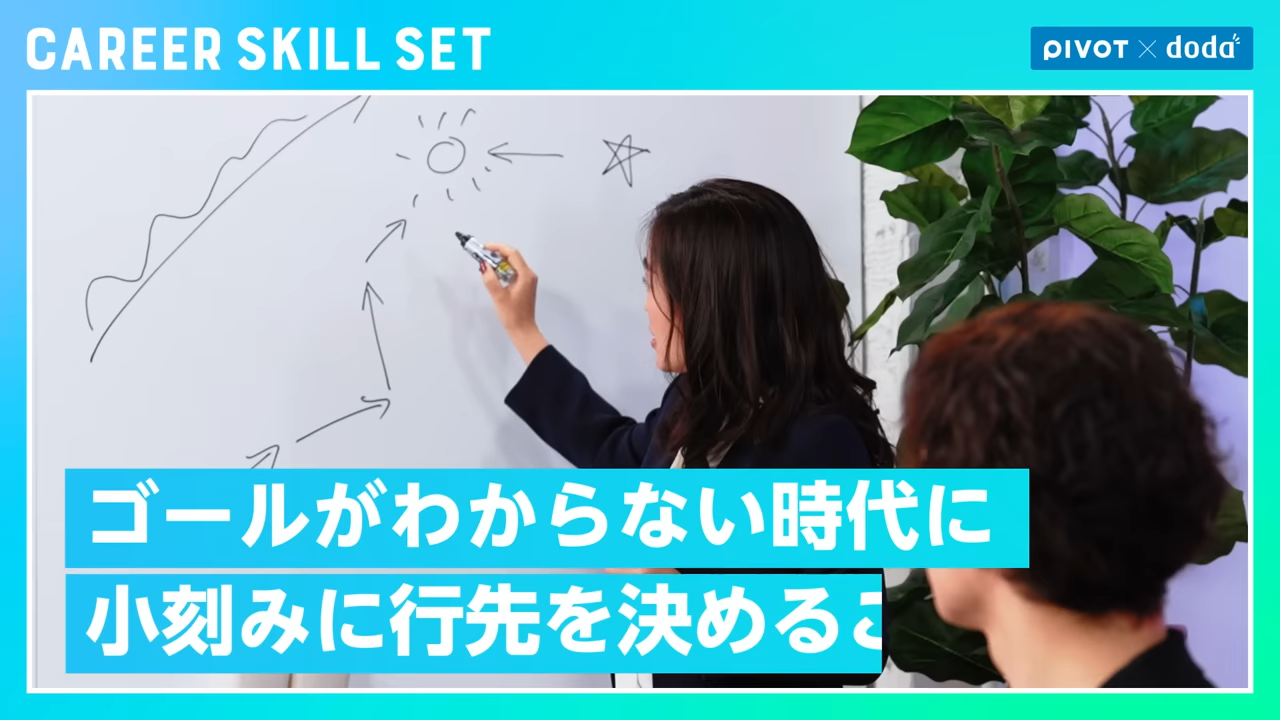 CAREER SKILL SET
PIVOT × doda
ゴールがわからない時代に
小刻みに行先を決める